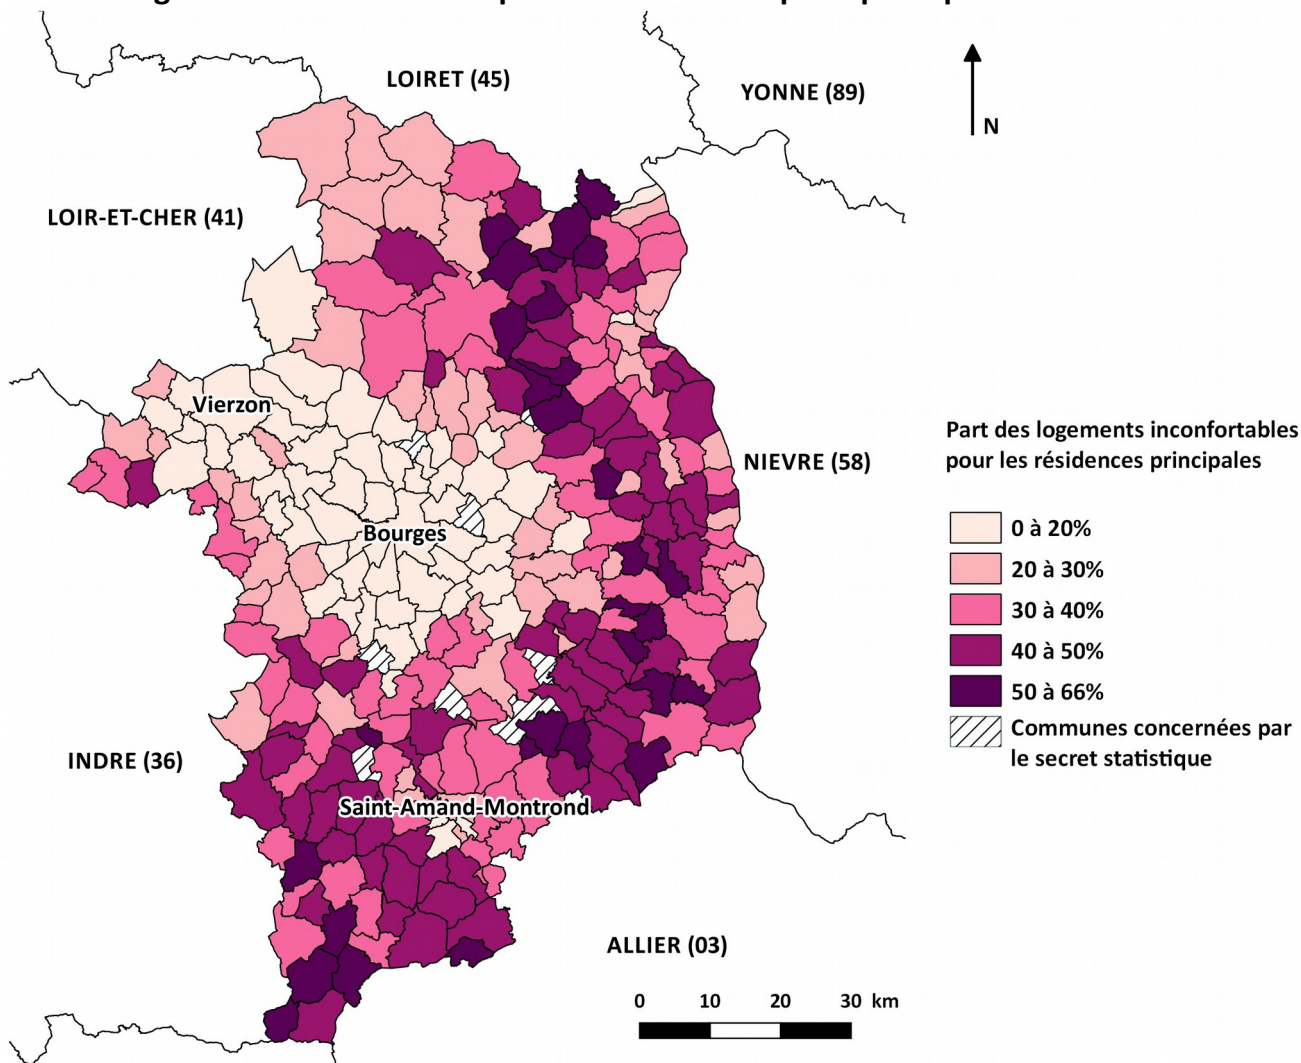 LOIRET (45)
YONNE (89)
N
LOIR-ET-CHER (41)
Vierzon
NIEVRE (58)
Bourges
INDRE (36)
Saint-Amand-Montrond
ALLIER (03)
0 10 20 30 km
Part des logements inconfortables
pour les résidences principales
0 à 20%
20 à 30%
30 à 40%
40 à 50%
50 à 66%
Communes concernées par
le secret statistique